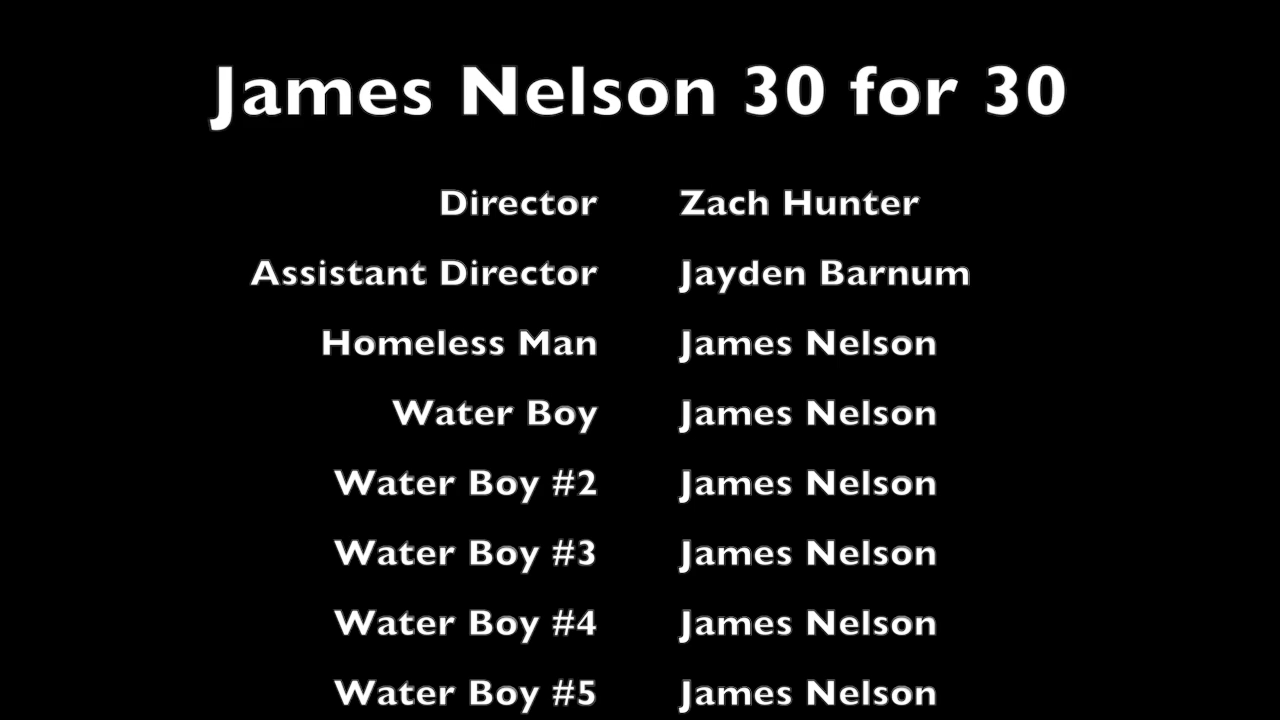 James Nelson 30 for 30
Director Zach Hunter
Assistant Director Jayden Barnum
Homeless Man James Nelson
Water Boy James Nelson
Water Boy #2 James Nelson
Water Boy #3 James Nelson
Water Boy #4 James Nelson
Water Boy #5 James Nelson